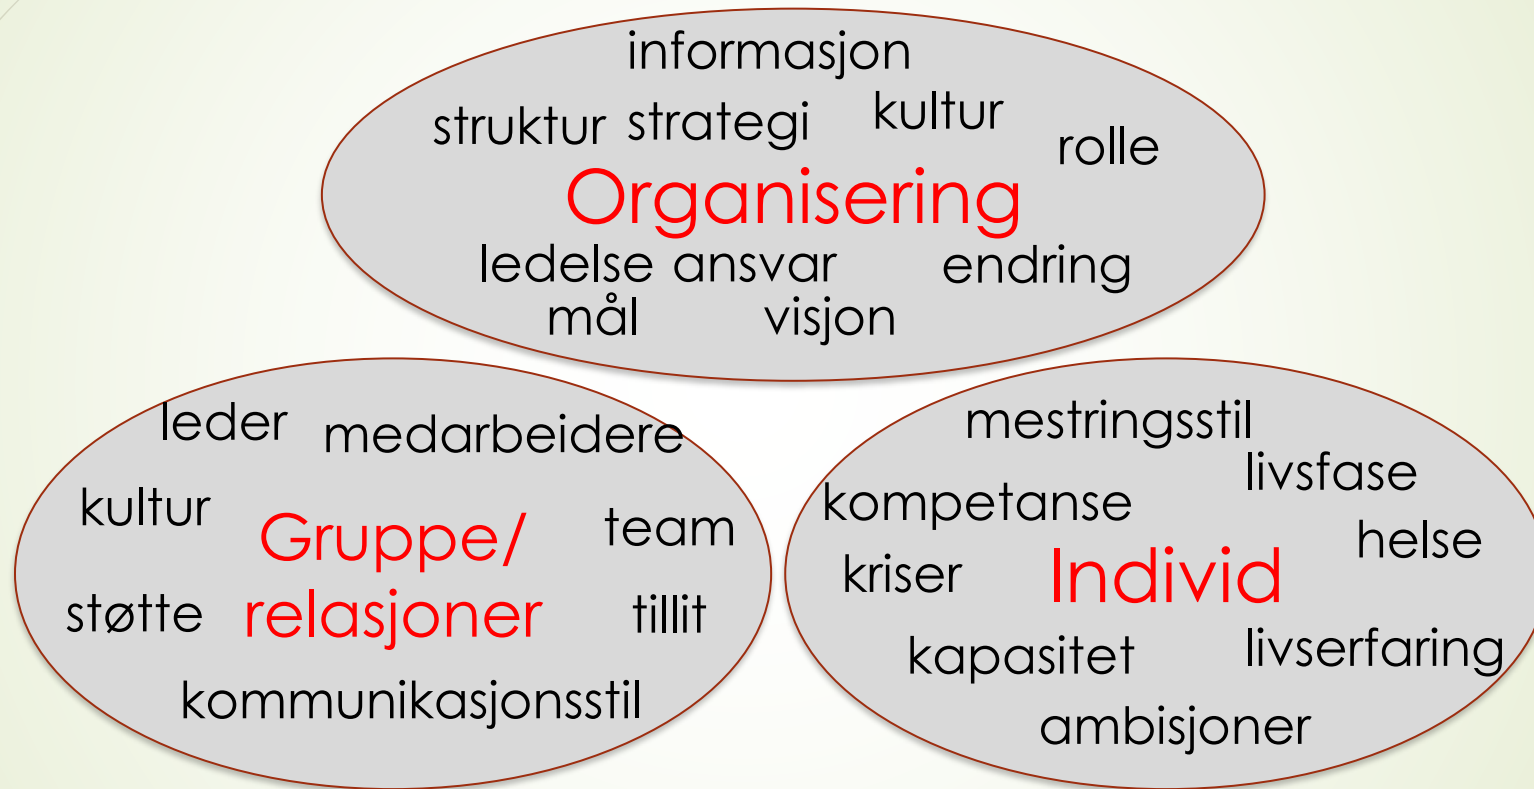 informasjon
struktur strategi kultur
rolle
Organisering
ledelse ansvar endring
mål visjon
leder medarbeidere
kultur
team
Gruppe/
relasjoner
støtte
tillit
kommunikasjonsstil
mestringsstil
livsfase
kompetanse
helse
kriser
Individ
kapasitet
livserfaring
ambisjoner